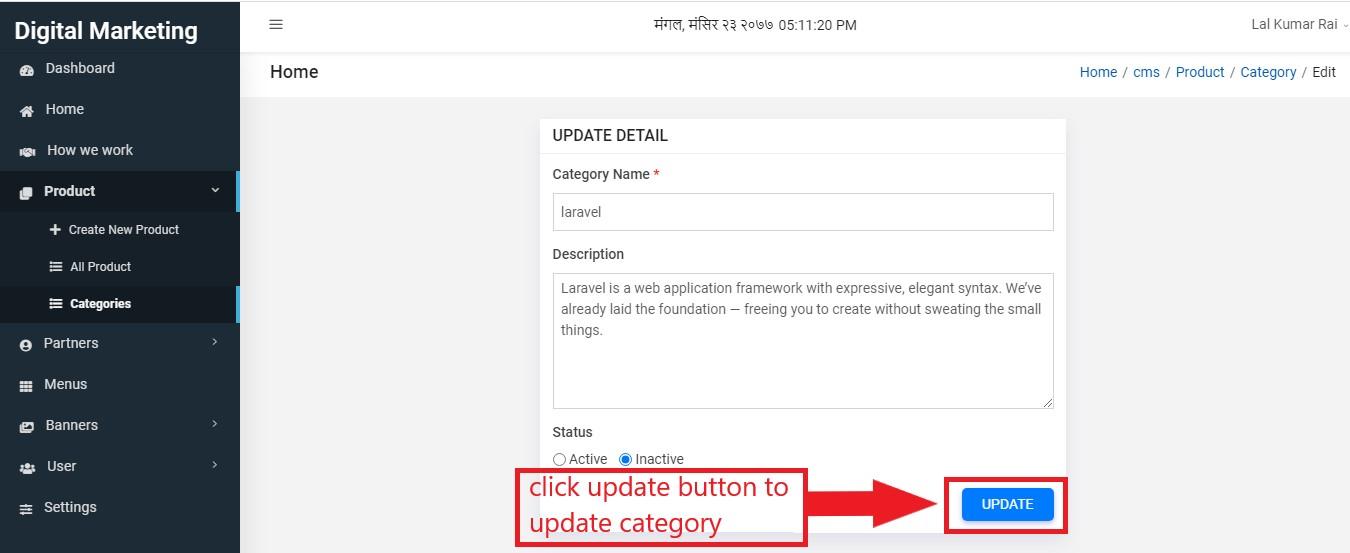 Digital Marketing
मंगल, मंसिर २३ २०७७ 05:11:20 PM
Lal Kumar Rai
Dashboard
Home
How we work
Product
Create New Product
All Product
Categories
Partners
Menus
Banners
User
Settings
Home
Home / cms / Product / Category / Edit
UPDATE DETAIL
Category Name *
laravel
Description
Laravel is a web application framework with expressive, elegant syntax. We’ve
already laid the foundation — freeing you to create without sweating the small
things.
Status
Active Inactive
click update button to
update category
UPDATE